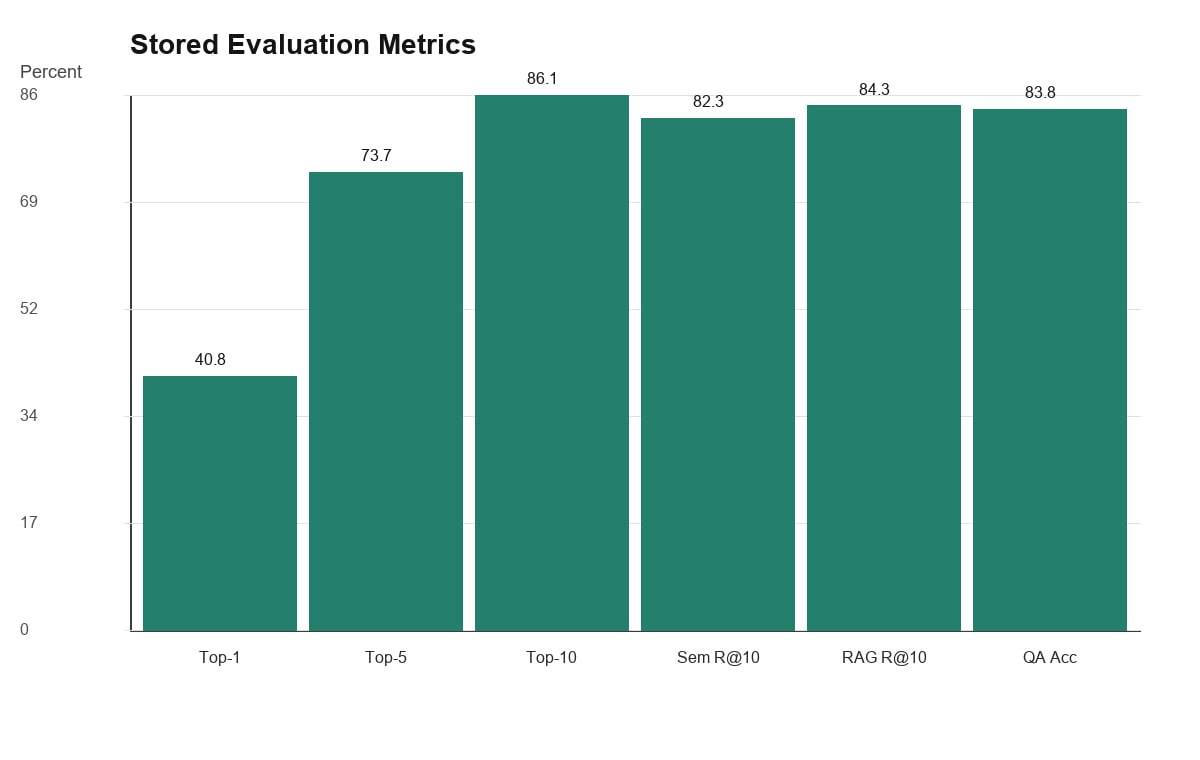 Stored Evaluation Metrics
Percent
86
69
52
34
17
0
40.8
73.7
86.1
82.3
84.3
83.8
Top-1
Top-5
Top-10
Sem R@10
RAG R@10
QA Acc